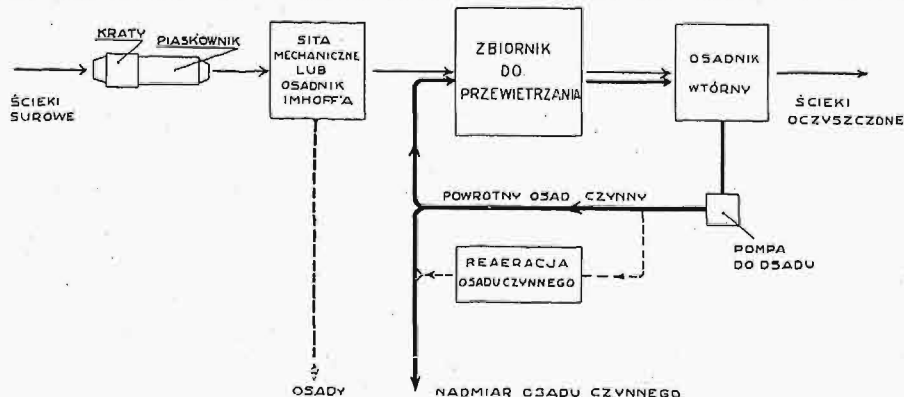 KRATY
PIASKOWNIK
SITA
MECHANICZNE
LUB
OSADNIK
IMHOFF'A
ZBIORNIK
DO
PRZEWIETRZANIA
OSADNIK
WTÓRNY
ŚCIEKI
SUROWE
ŚCIEKI
OCZYSZCZONE
POWROTNY OSAD CZYNNY
POMPA
DO OSADU
REAERACJA
OSADU CZYNNEGO
OSADY
NADMIAR OSADU CZYNNEGO